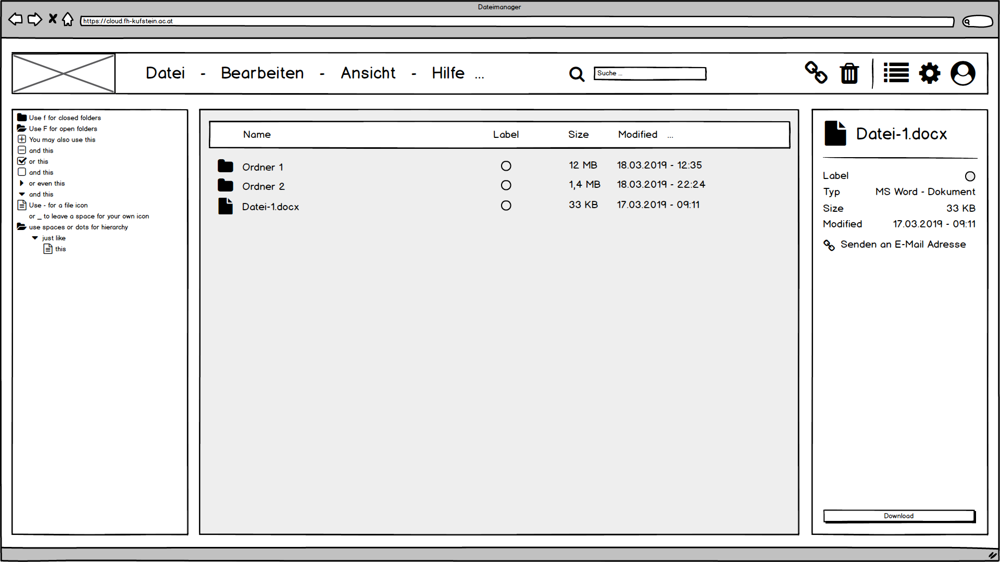 Dateimanager
https://cloud.fh-kufstein.ac.at
Datei - Bearbeiten - Ansicht - Hilfe ...
Suche ...
Use f for closed folders
Use F for open folders
You may also use this
and this
or this
and this
or even this
and this
Use - for a file icon
or _ to leave a space for your own icon
use spaces or dots for hierarchy
just like
this
Name Label Size Modified ...
Ordner 1 12 MB 18.03.2019 - 12:35
Ordner 2 1,4 MB 18.03.2019 - 22:24
Datei-1.docx 33 KB 17.03.2019 - 09:11
Datei-1.docx
Label
Typ MS Word - Dokument
Size 33 KB
Modified 17.03.2019 - 09:11
Senden an E-Mail Adresse
Download